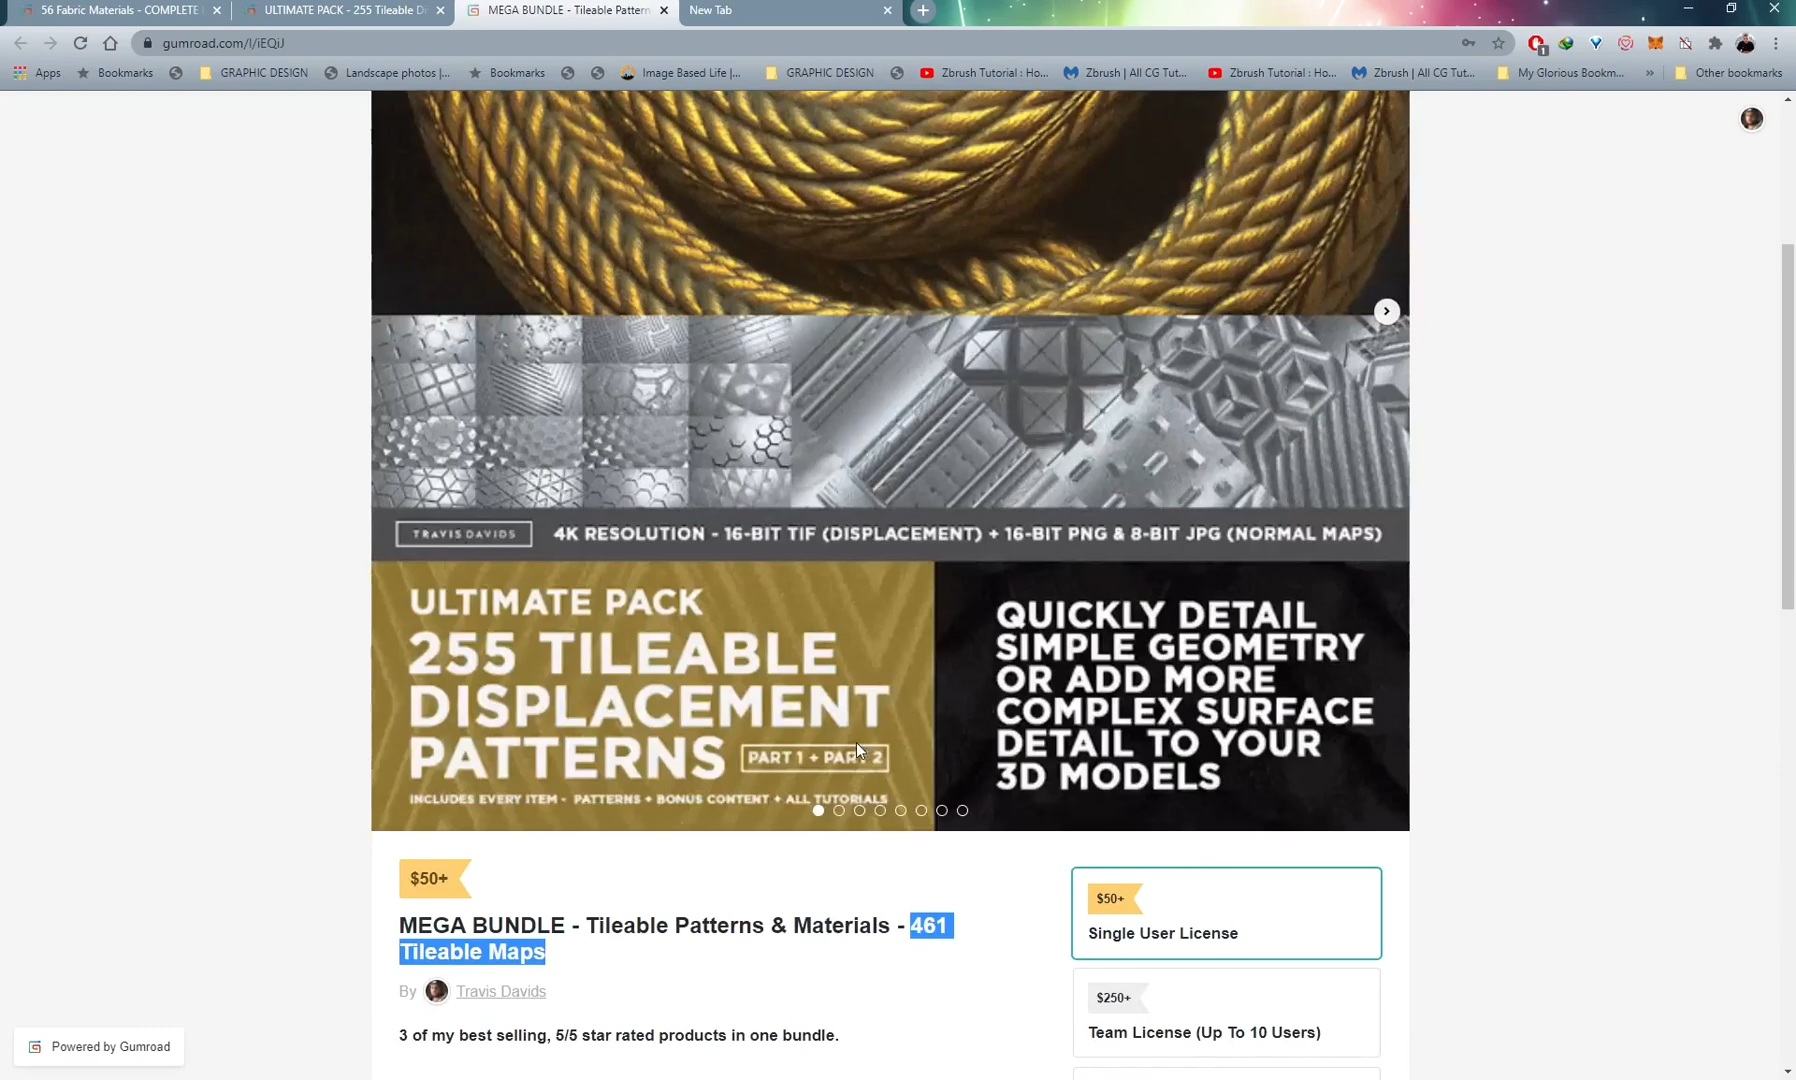 56 Fabric Materials - COMPLETE
ULTIMATE PACK - 255 Tileable D
MEGA BUNDLE - Tileable Pattern
New Tab
gumroad.com/l/iEQiJ
1
Apps
Bookmarks
GRAPHIC DESIGN
Landscape photos |...
Bookmarks
Image Based Life |...
GRAPHIC DESIGN
Zbrush Tutorial : Ho...
Zbrush | All CG Tut...
Zbrush Tutorial : Ho...
Zbrush | All CG Tut...
My Glorious Bookm...
»
Other bookmarks
TRAVIS DAVIDS
4K RESOLUTION - 16-BIT TIF (DISPLACEMENT) + 16-BIT PNG & 8-BIT JPG (NORMAL MAPS)
ULTIMATE PACK
255 TILEABLE
DISPLACEMENT
PATTERNS
PART 1 + PART 2
INCLUDES EVERY ITEM - PATTERNS + BONUS CONTENT + ALL TUTORIALS
QUICKLY DETAIL
SIMPLE GEOMETRY
OR ADD MORE
COMPLEX SURFACE
DETAIL TO YOUR
3D MODELS
$50+
MEGA BUNDLE - Tileable Patterns & Materials - 461
Tileable Maps
By Travis Davids
3 of my best selling, 5/5 star rated products in one bundle.
$50+
Single User License
$250+
Team License (Up To 10 Users)
Powered by Gumroad